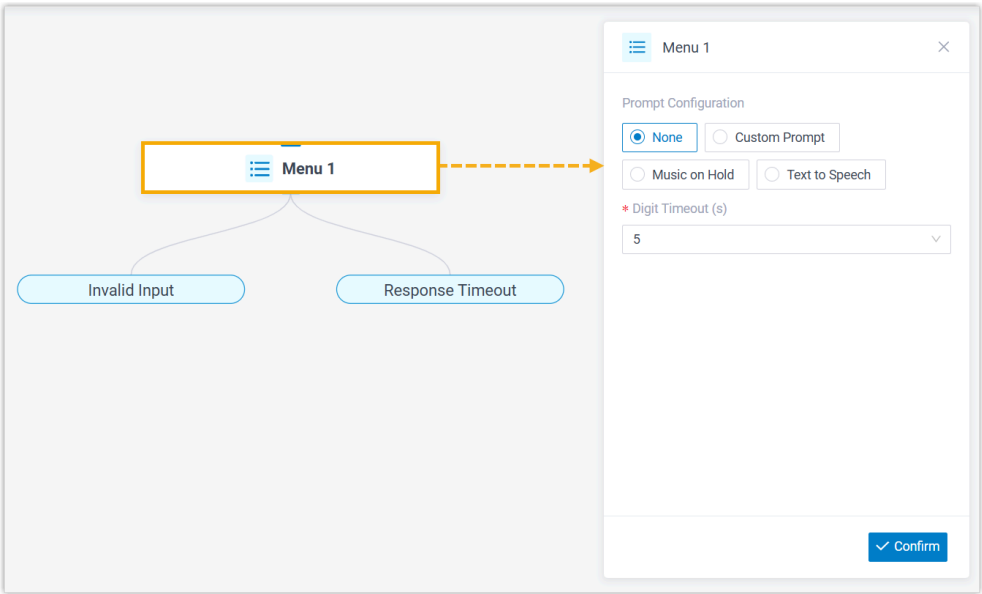 Menu 1
Invalid Input
Response Timeout
Menu 1
Prompt Configuration
None
Custom Prompt
Music on Hold
Text to Speech
* Digit Timeout (s)
5
Confirm